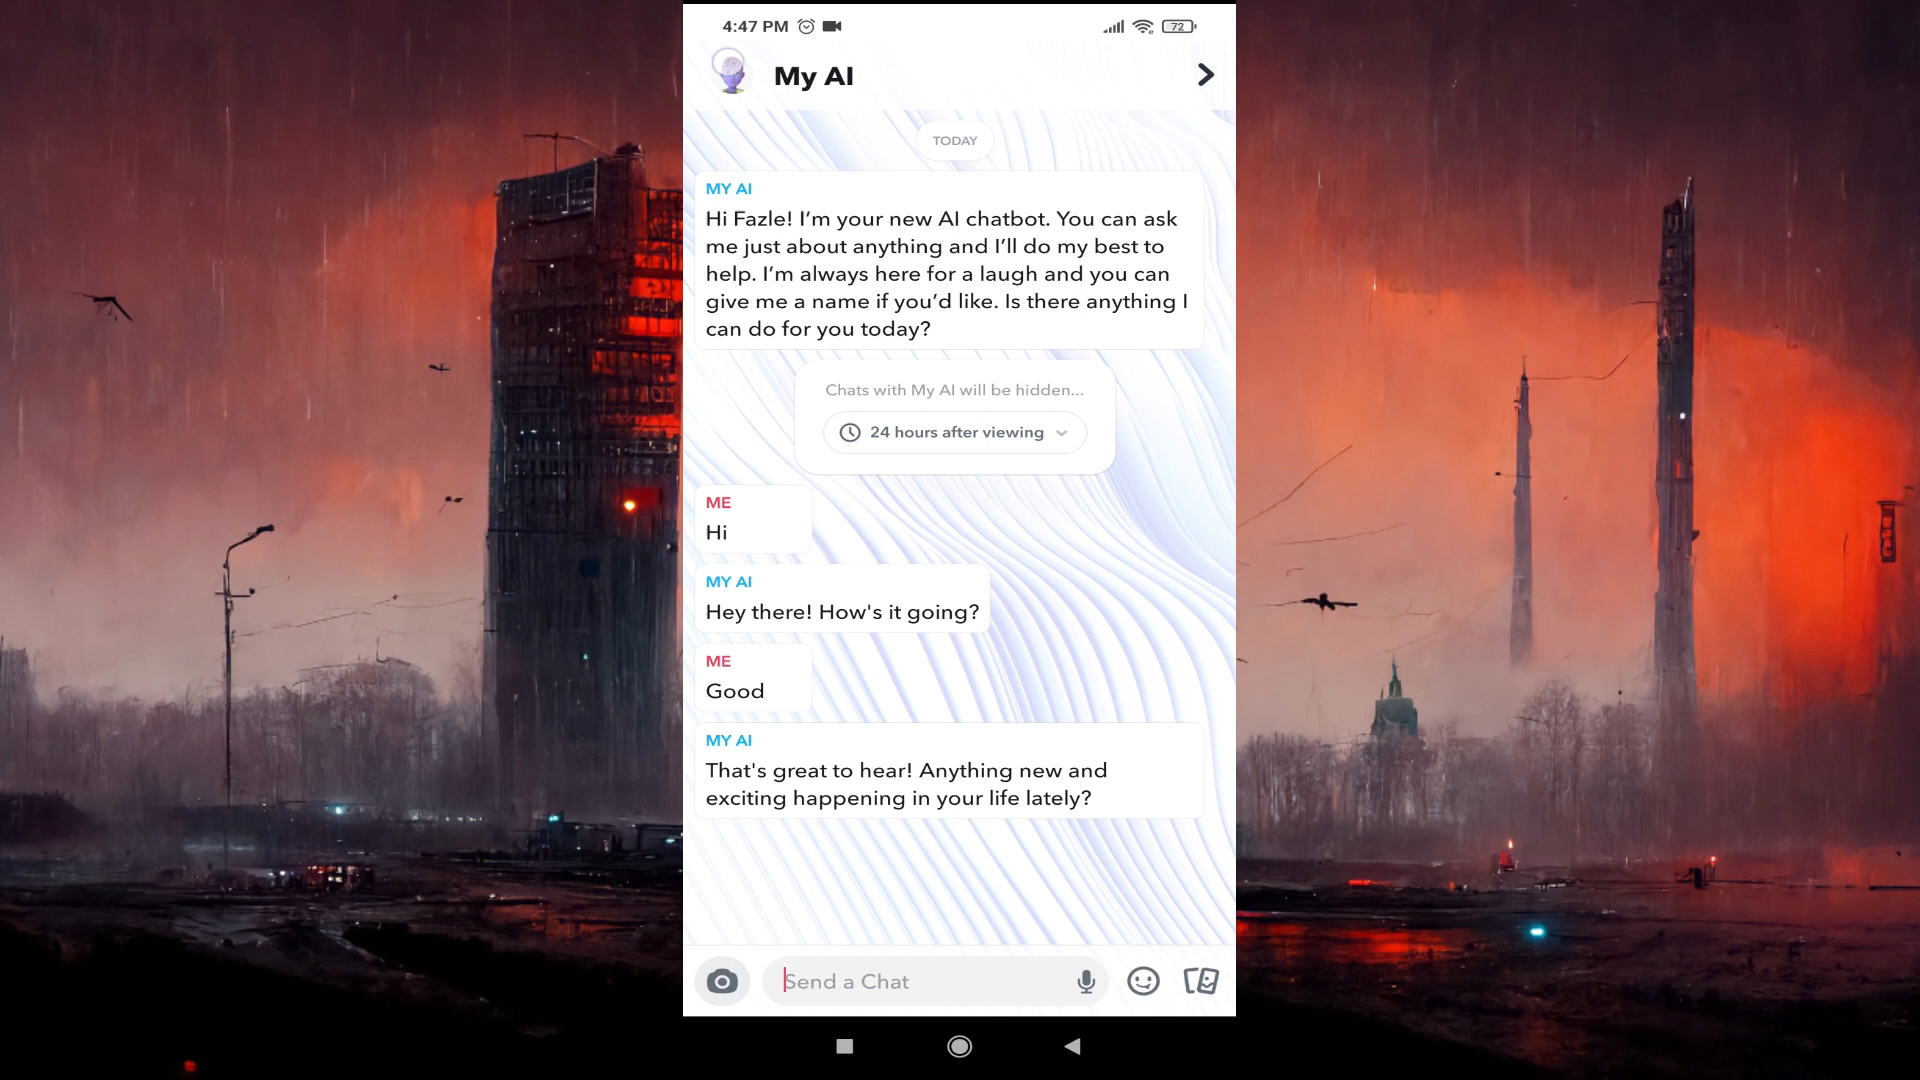 4:47 PM
72
My AI
TODAY
MY AI
Hi Fazle! I’m your new AI chatbot. You can ask
me just about anything and I’ll do my best to
help. I’m always here for a laugh and you can
give me a name if you’d like. Is there anything I
can do for you today?
Chats with My AI will be hidden...
24 hours after viewing
ME
Hi
MY AI
Hey there! How's it going?
ME
Good
MY AI
That's great to hear! Anything new and
exciting happening in your life lately?
Send a Chat